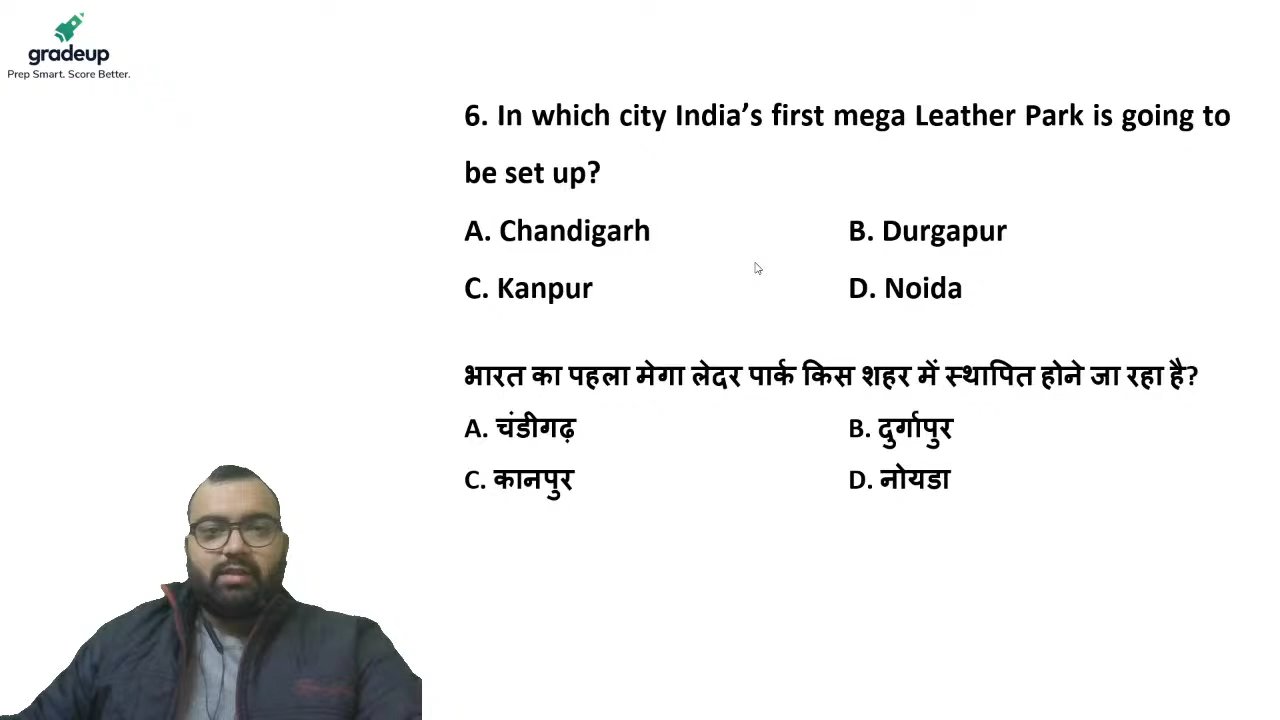 gradeup
Prep Smart. Score Better.
6. In which city India’s first mega Leather Park is going to
be set up?
A. Chandigarh B. Durgapur
C. Kanpur D. Noida
भारत का पहला मेगा लेदर पार्क किस शहर में स्थापित होने जा रहा है?
A. चंडीगढ़ B. दुर्गापुर
C. कानपुर D. नोयडा